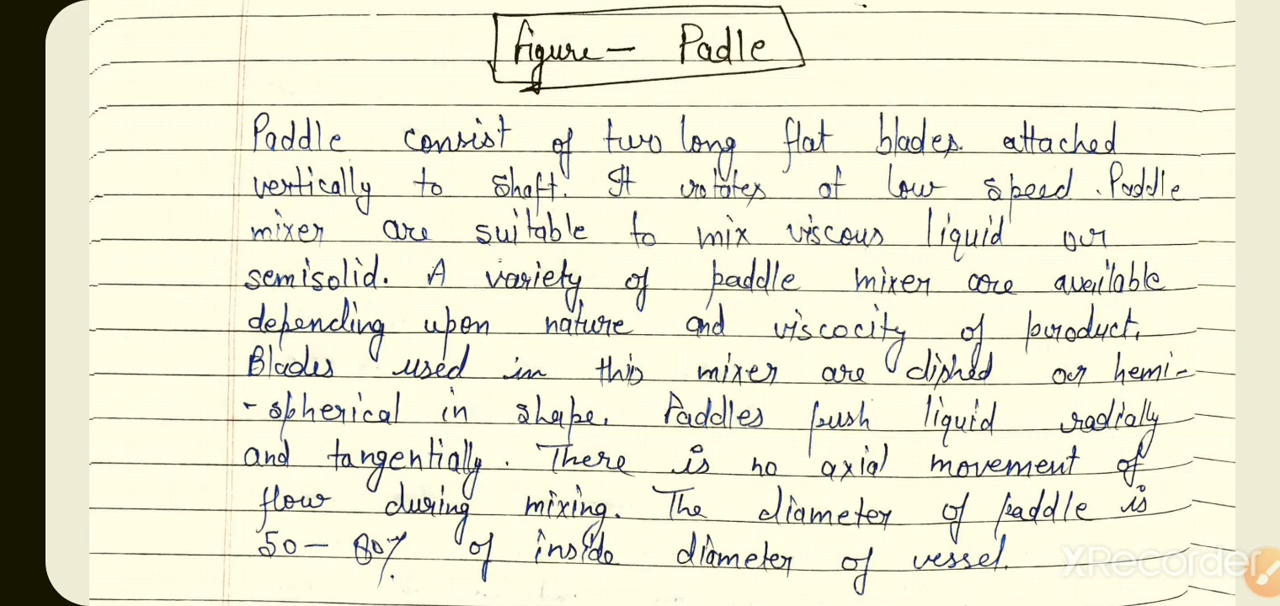 Figure - Padle
Paddle consist of two long flat blades attached
vertically to shaft. It rotates at low speed. Paddle
mixer are suitable to mix viscous liquid or
semisolid. A variety of paddle mixer are available
depending upon nature and viscocity of product.
Blades used in this mixer are dished or hemi-
-spherical in shape. Paddles push liquid radially
and tangentially. There is no axial movement of
flow during mixing. The diameter of paddle is
50-80% of inside diameter of vessel.
XRecorder